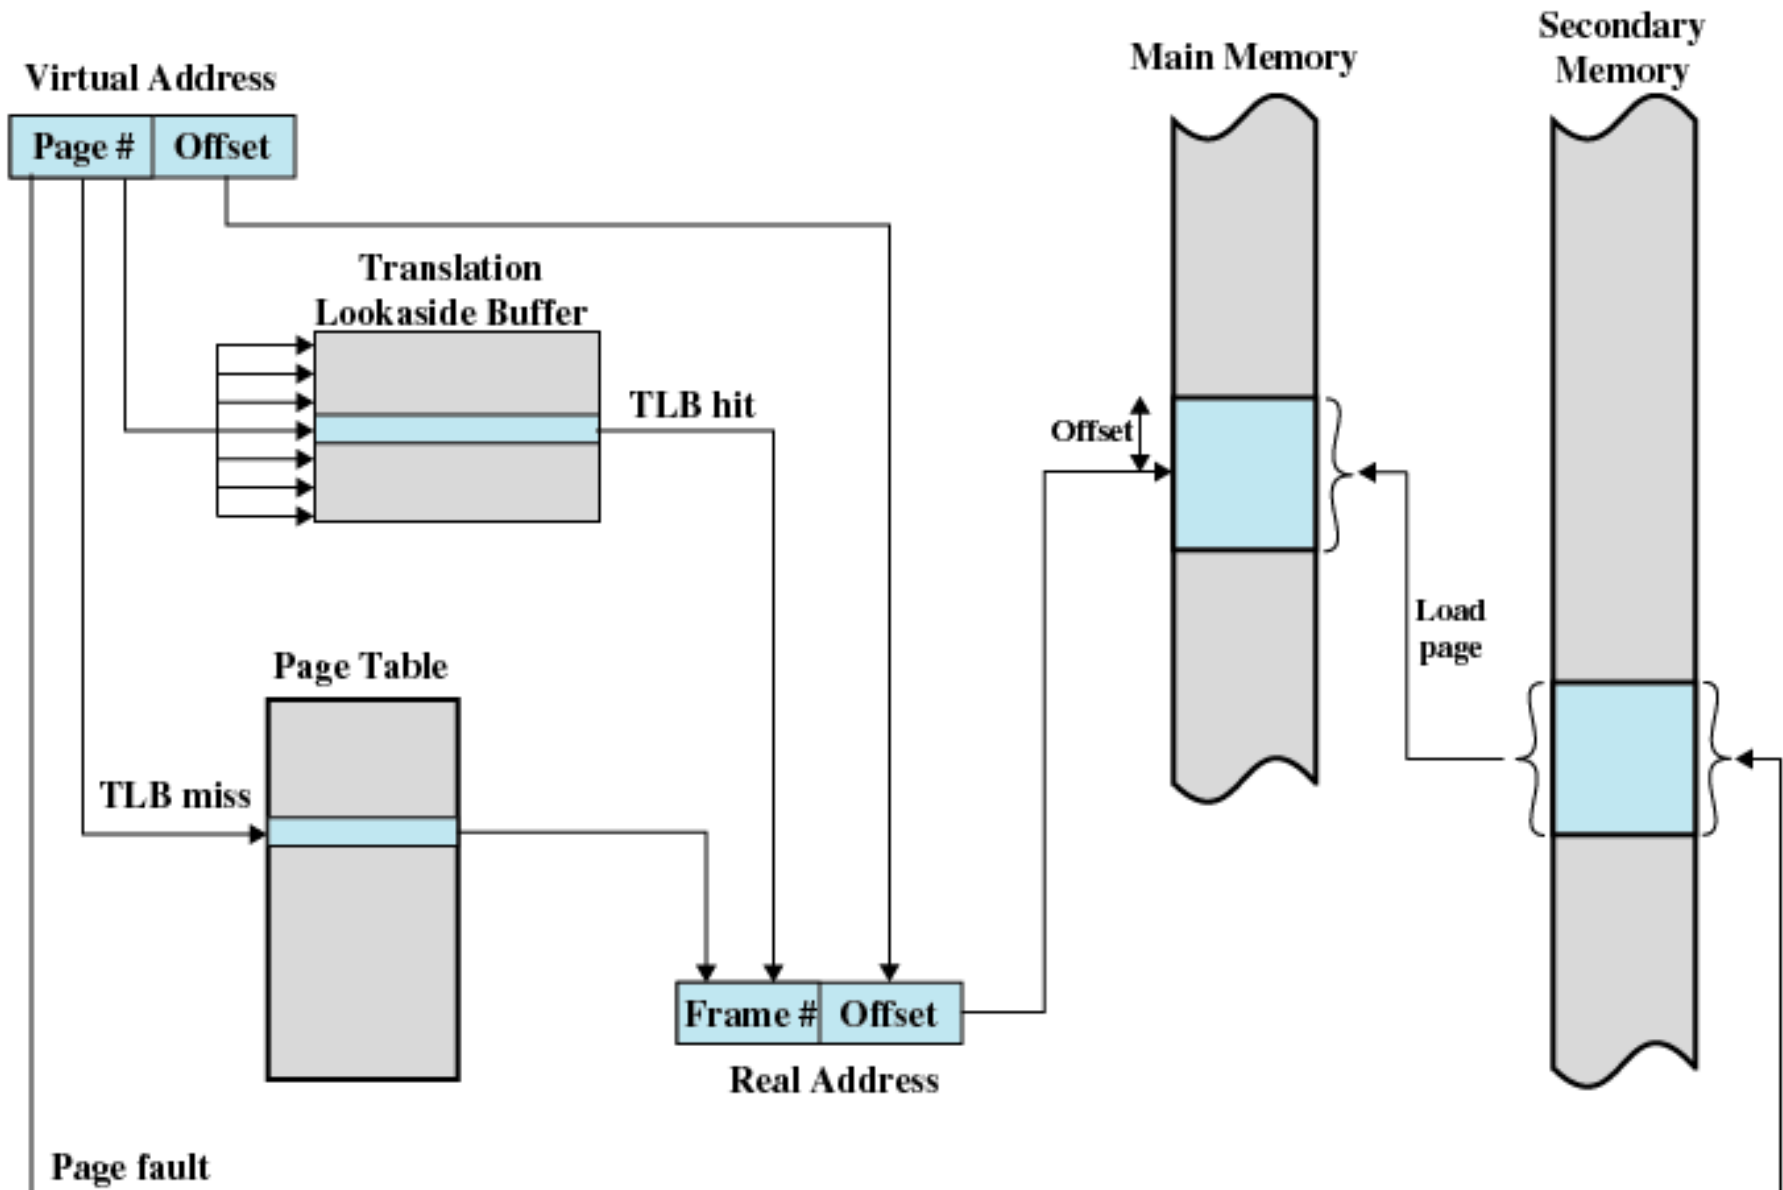 Secondary
Memory
Main Memory
Virtual Address
Page #
Offset
Translation
Lookaside Buffer
TLB hit
Offset
Load
page
Page Table
TLB miss
Frame #
Offset
Real Address
Page fault